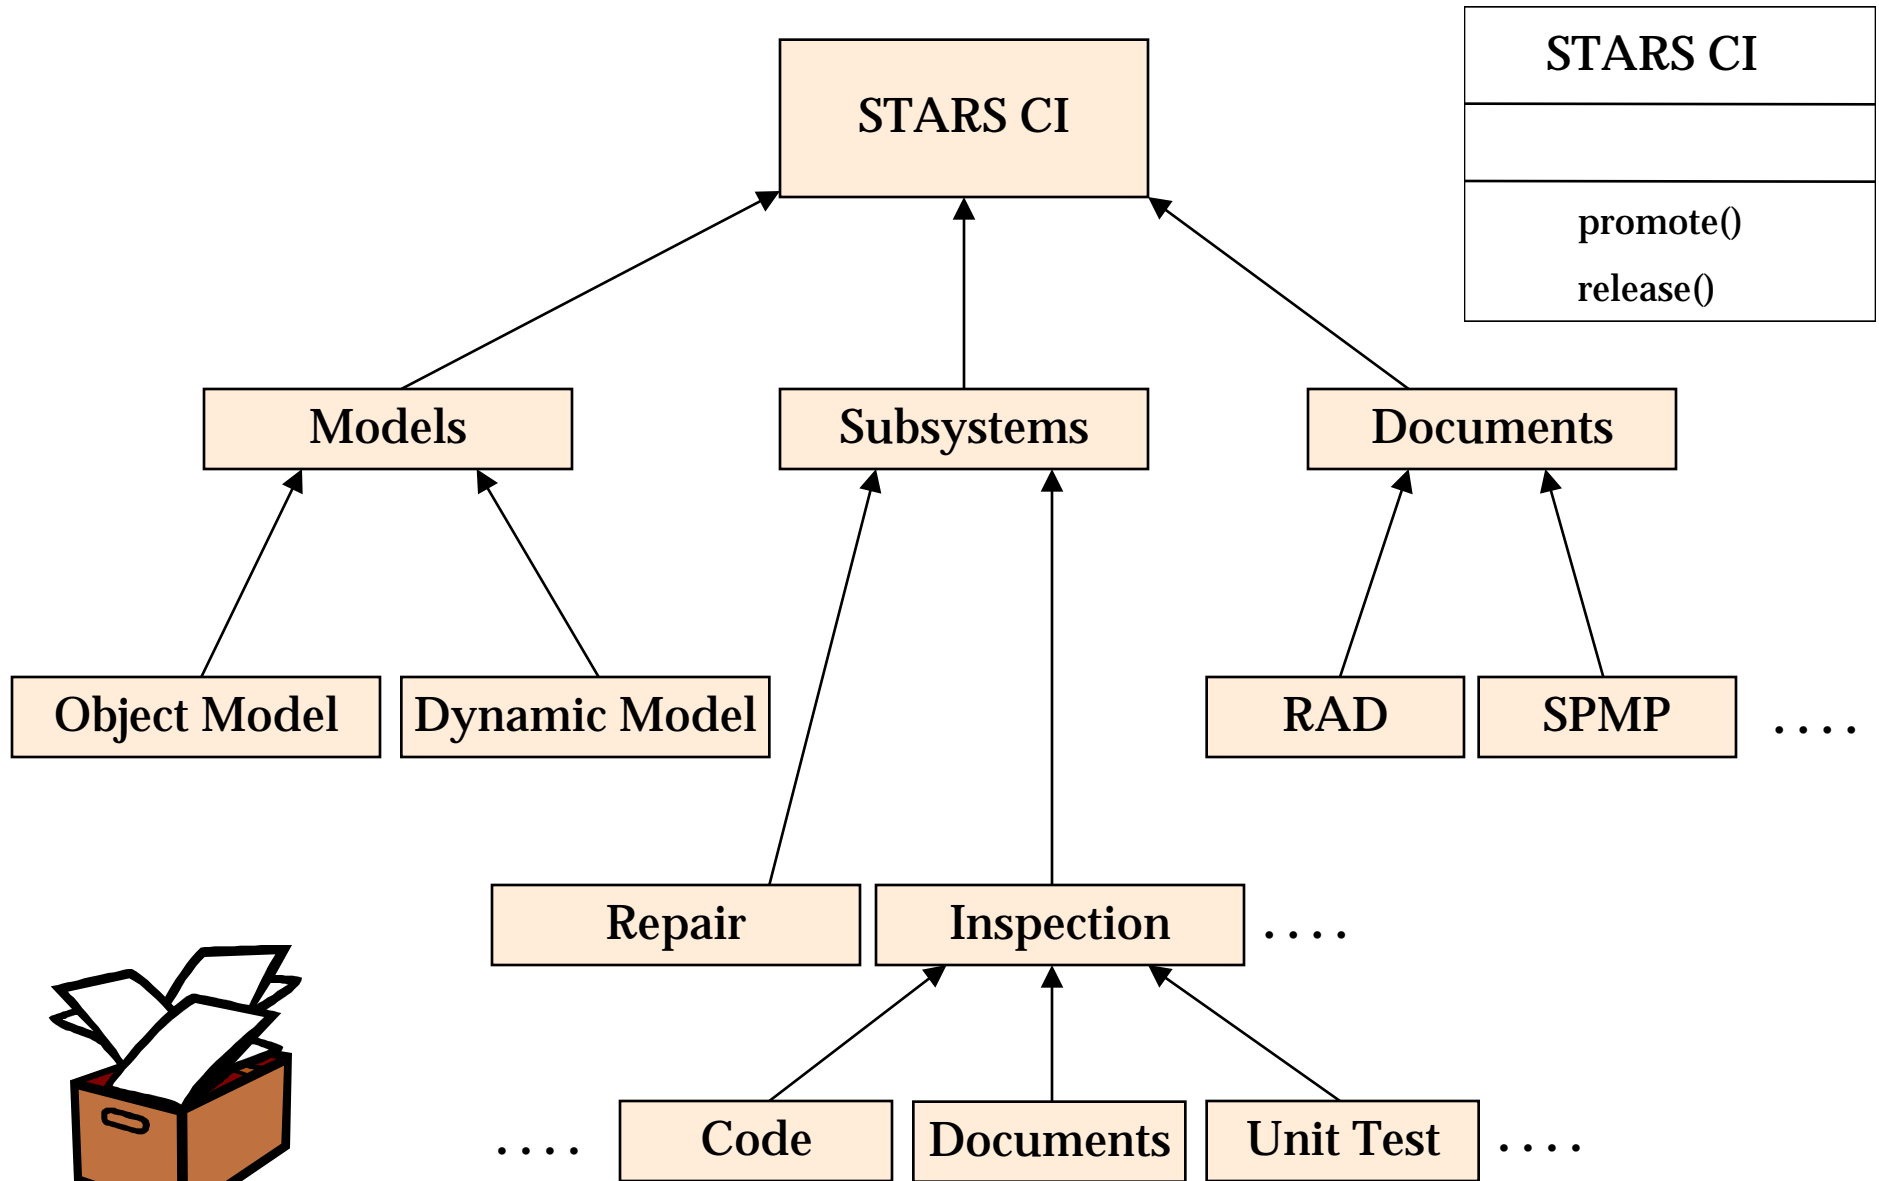 STARS CI
STARS CI
promote()
release()
Models
Subsystems
Documents
Object Model
Dynamic Model
RAD
SPMP
....
Repair
Inspection
....
....
Code
Documents
Unit Test
....